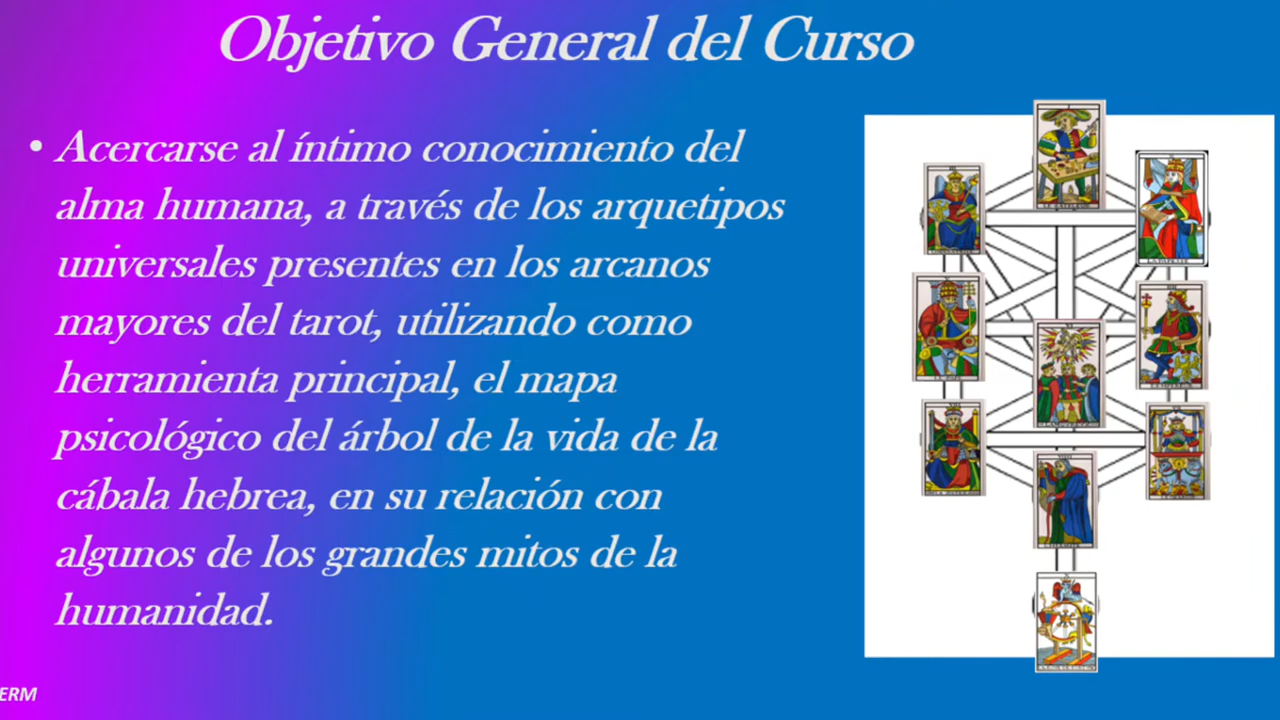 Objetivo General del Curso
• Acercarse al íntimo conocimiento del
alma humana, a través de los arquetipos
universales presentes en los arcanos
mayores del tarot, utilizando como
herramienta principal, el mapa
psicológico del árbol de la vida de la
cábala hebrea, en su relación con
algunos de los grandes mitos de la
humanidad.
ERM